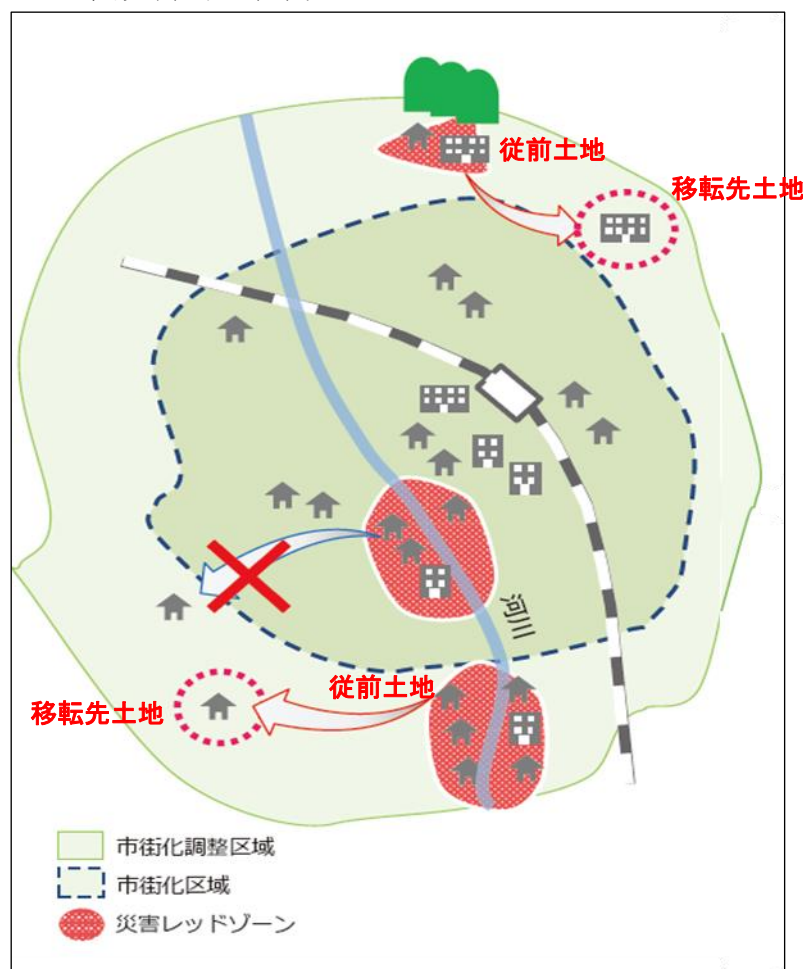 従前土地
移転先土地
河川
従前土地
移転先土地
市街化調整区域
市街化区域
災害レッドゾーン